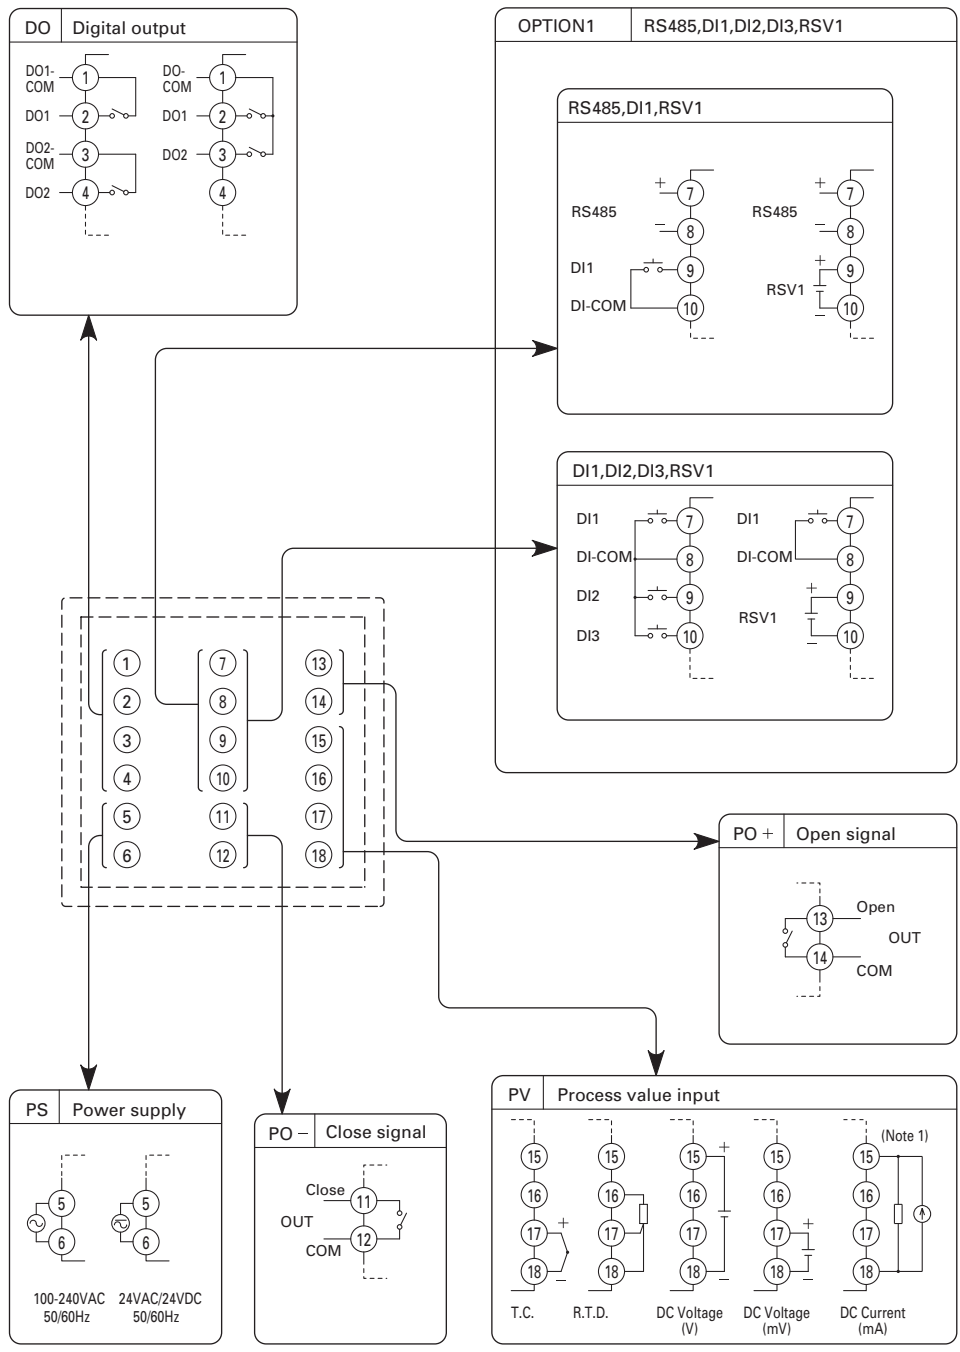 DO Digital output
DO1-
COM 1
DO1 2
DO2-
COM 3
DO2 4
DO-
COM 1
DO1 2
DO2 3
4
OPTION1 RS485,DI1,DI2,DI3,RSV1
RS485,DI1,RSV1
RS485
+ 7
− 8
DI1 9
DI-COM 10
RS485
+ 7
− 8
RSV1
+ 9
− 10
DI1,DI2,DI3,RSV1
DI1 7
DI-COM 8
DI2 9
DI3 10
DI1 7
DI-COM 8
RSV1
+ 9
− 10
1 7 13
2 8 14
3 9 15
4 10 16
5 11 17
6 12 18
PO + Open signal
13 Open
OUT
14 COM
PS Power supply
5 5
6 6
100-240VAC
50/60Hz
24VAC/24VDC
50/60Hz
PO − Close signal
Close 11
OUT
COM 12
PV Process value input
15
16
17 +
18 −
T.C.
15
16
17
18
R.T.D.
15 +
16
17
18 −
DC Voltage
(V)
15
16
17 +
18 −
DC Voltage
(mV)
(Note 1)
15
16
17
18
DC Current
(mA)